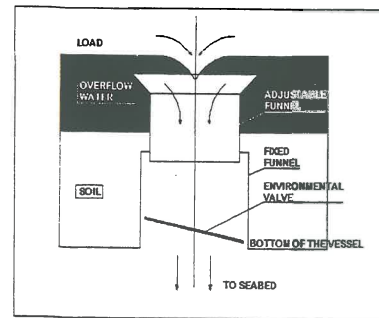 LOAD
OVERFLOW
WATER
ADJUSTABLE
FUNNEL
FIXED
FUNNEL
SOIL
ENVIRONMENTAL
VALVE
BOTTOM OF THE VESSEL
TO SEABED